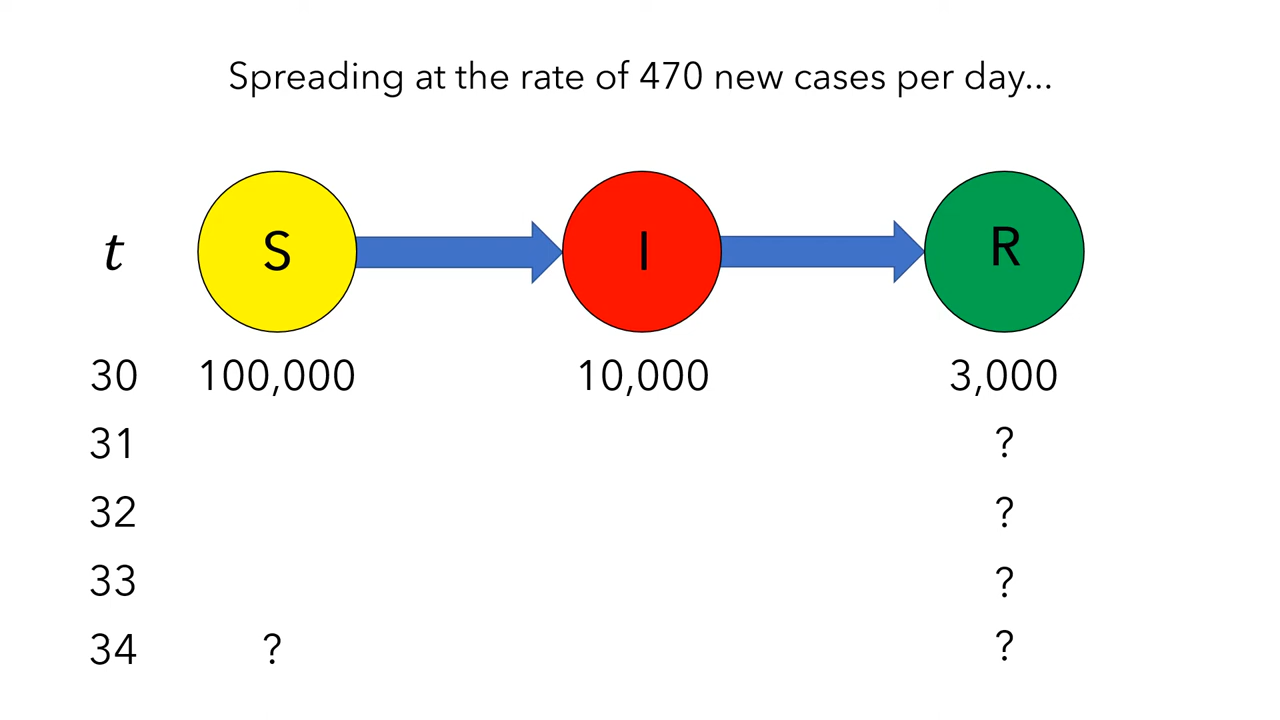 Spreading at the rate of 470 new cases per day...
t S I R
30 100,000 10,000 3,000
31 ?
32 ?
33 ?
34 ? ?